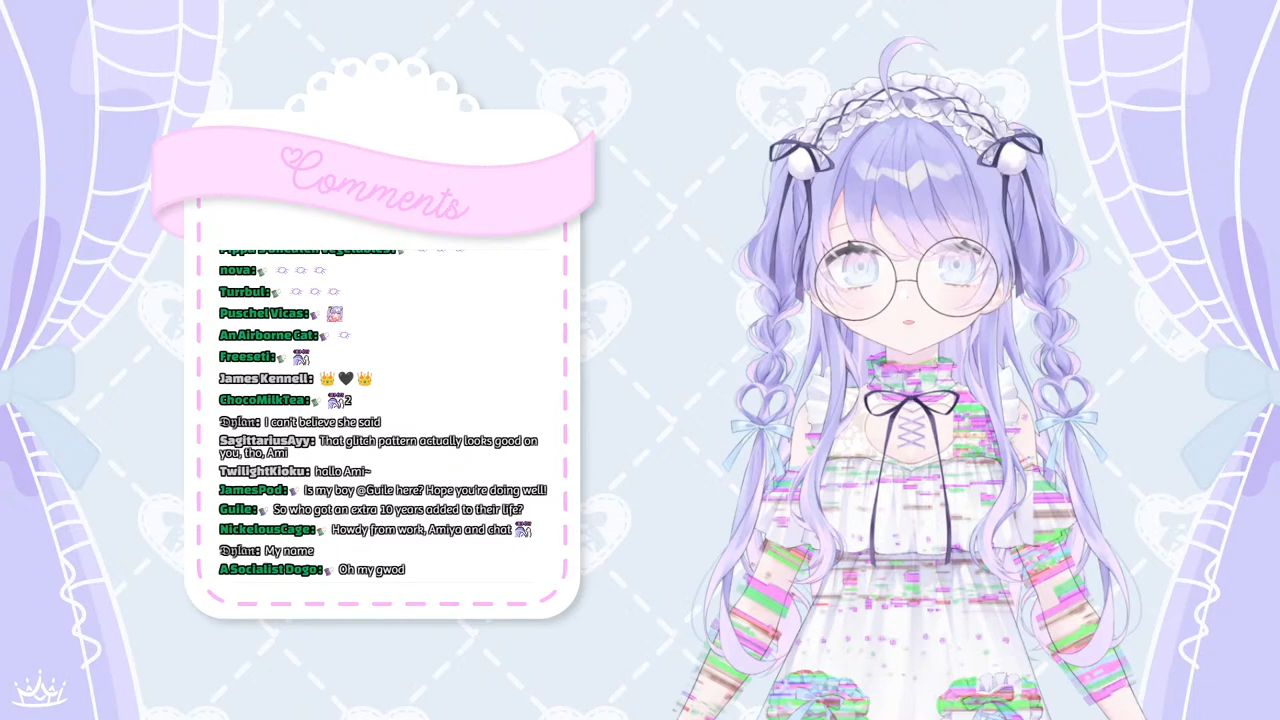 Comments
nova:
Turrbul:
Puschel Vicas:
An Airborne Cat:
Freeseti:
James Kennell:
ChocoMilkTea: 2
Dylan: I can't believe she said
SagittariusAyy: That glitch pattern actually looks good on
you, tho, Ami
TwilightKioku: hallo Ami~
JamesPod: Is my boy @Guile here? Hope you're doing well!
Guile: So who got an extra 10 years added to their life?
NickelousCage: Howdy from work, Amiya and chat
Dylan: My name
A Socialist Dogo: Oh my gwod